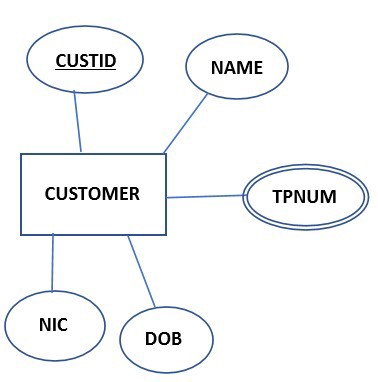 CUSTID
NAME
CUSTOMER
TPNUM
NIC
DOB